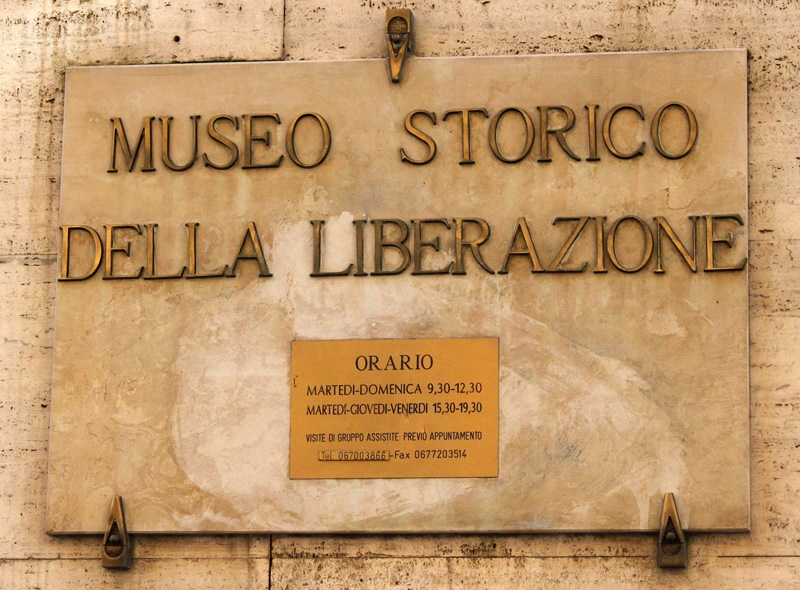 MUSEO STORICO
DELLA LIBERAZIONE
ORARIO
MARTEDI-DOMENICA 9,30-12,30
MARTEDI-GIOVEDI-VENERDI 15,30-19,30
VISITE DI GRUPPO ASSISTITE PREVIO APPUNTAMENTO
Tel 067003866-Fax 0677203514